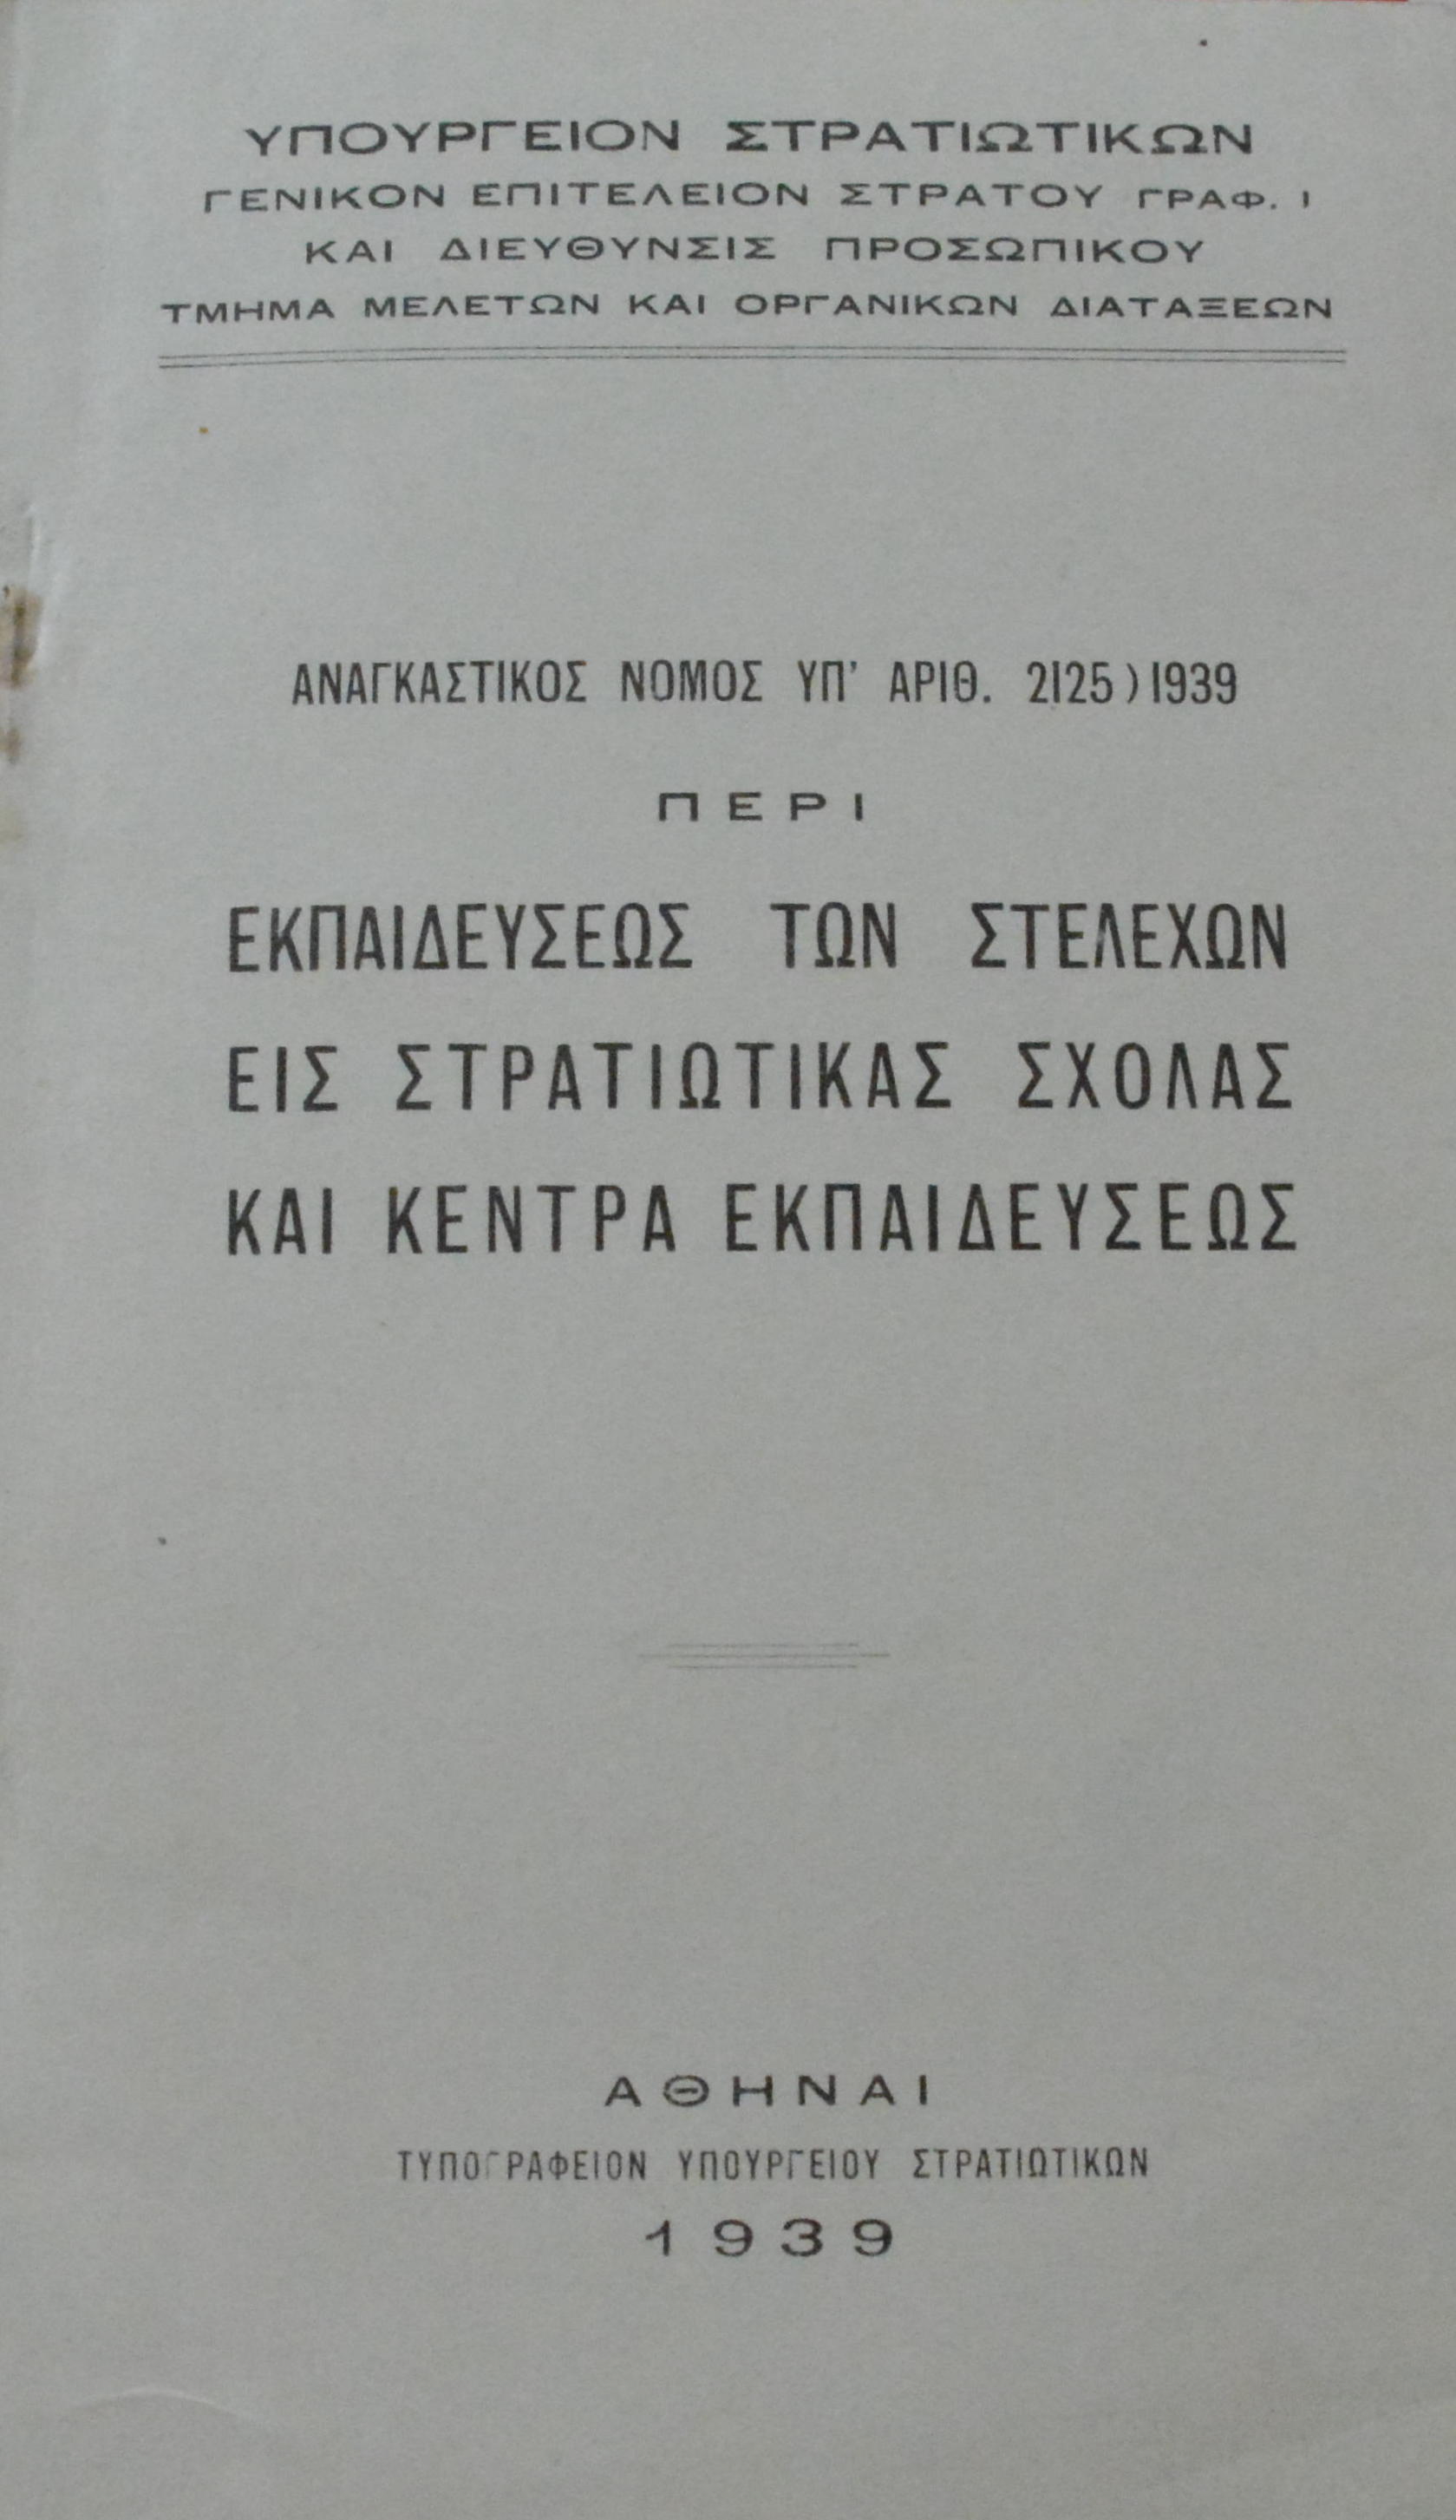 ΥΠΟΥΡΓΕΙΟΝ ΣΤΡΑΤΙΩΤΙΚΩΝ
ΓΕΝΙΚΟΝ ΕΠΙΤΕΛΕΙΟΝ ΣΤΡΑΤΟΥ ΓΡΑΦ. Ι
ΚΑΙ ΔΙΕΥΘΥΝΣΙΣ ΠΡΟΣΩΠΙΚΟΥ
ΤΜΗΜΑ ΜΕΛΕΤΩΝ ΚΑΙ ΟΡΓΑΝΙΚΩΝ ΔΙΑΤΑΞΕΩΝ
ΑΝΑΓΚΑΣΤΙΚΟΣ ΝΟΜΟΣ ΥΠ' ΑΡΙΘ. 2125)1939
ΠΕΡΙ
ΕΚΠΑΙΔΕΥΣΕΩΣ ΤΩΝ ΣΤΕΛΕΧΩΝ
ΕΙΣ ΣΤΡΑΤΙΩΤΙΚΑΣ ΣΧΟΛΑΣ
ΚΑΙ ΚΕΝΤΡΑ ΕΚΠΑΙΔΕΥΣΕΩΣ
ΑΘΗΝΑΙ
ΤΥΠΟΓΡΑΦΕΙΟΝ ΥΠΟΥΡΓΕΙΟΥ ΣΤΡΑΤΙΩΤΙΚΩΝ
1939